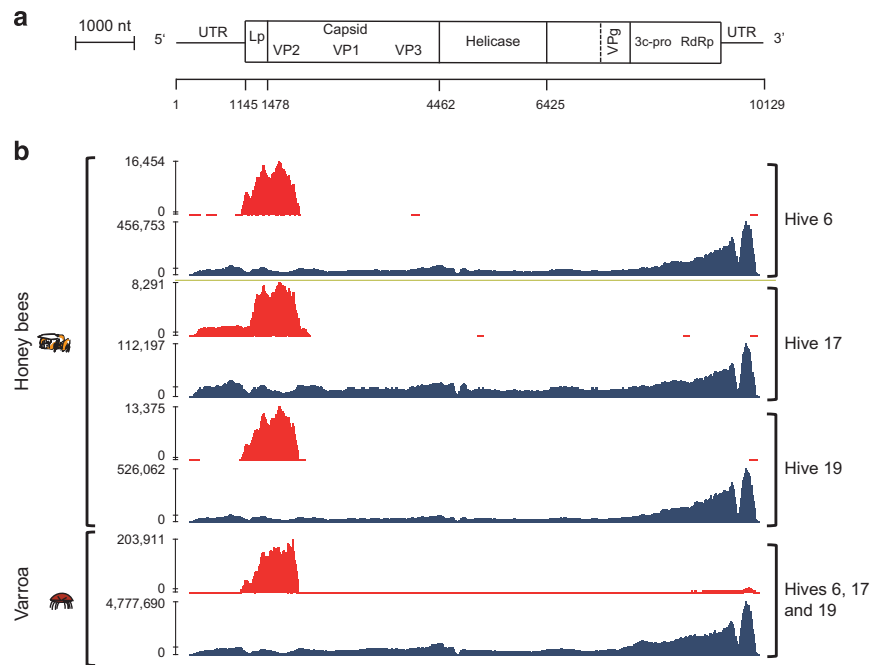 a
1000 nt
5‘ UTR Lp Capsid VP2 VP1 VP3 Helicase VPg 3c-pro RdRp UTR 3’
1 1145 1478 4462 6425 10129
b
Honey bees
16,454
0
456,753
0
Hive 6
8,291
0
112,197
0
Hive 17
13,375
0
526,062
0
Hive 19
Varroa
203,911
0
4,777,690
0
Hives 6, 17
and 19